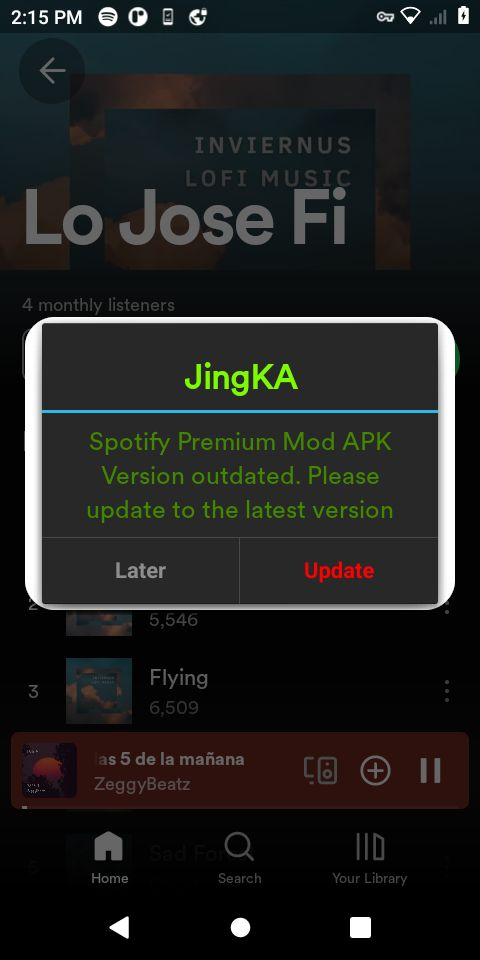 2:15 PM
INVIERNUS
LOFI MUSIC
Lo Jose Fi
4 monthly listeners
JingKA
Spotify Premium Mod APK
Version outdated. Please
update to the latest version
Later
Update
2
5,546
3
Flying
6,509
las 5 de la mañana
ZeggyBeatz
5
Home
Search
Your Library